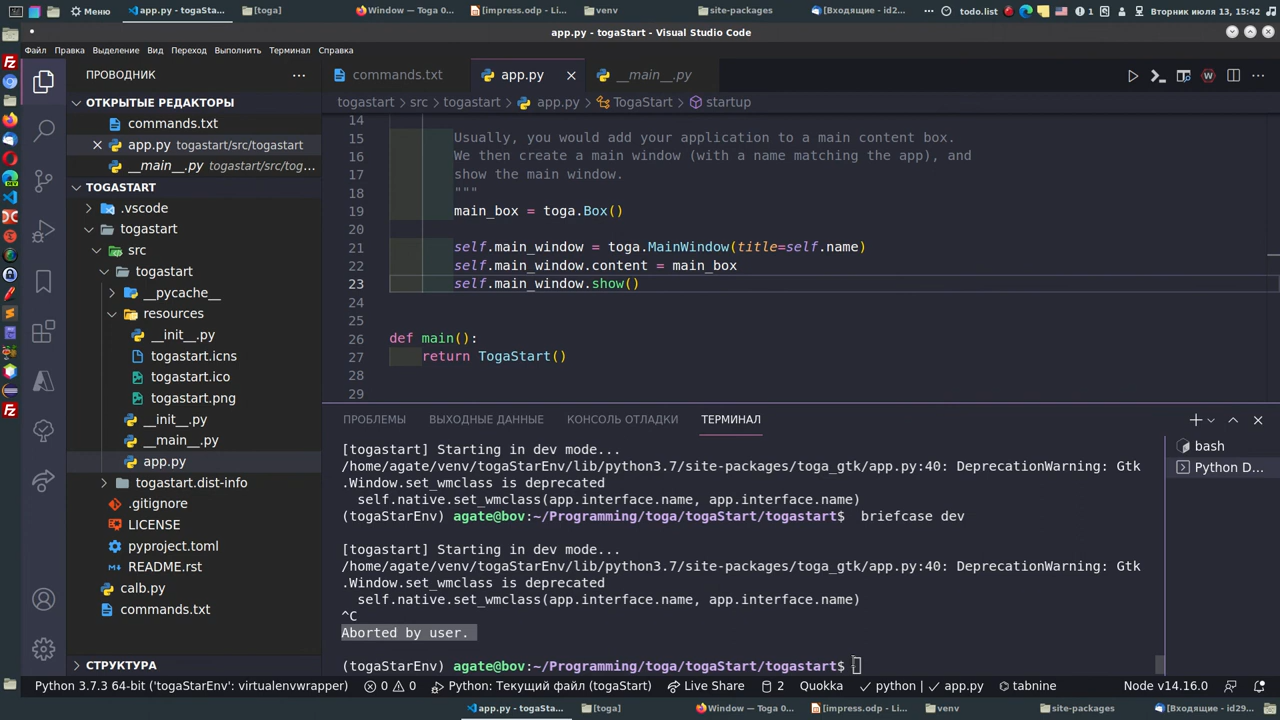 Меню
app.py - togaSta...
[toga]
Window — Toga 0...
[impress.odp - Li...
venv
site-packages
[Входящие - id2...
todo.list
1
Вторник июля 13, 15:42
app.py - togaStart - Visual Studio Code
Файл Правка Выделение Вид Переход Выполнить Терминал Справка
ПРОВОДНИК
ОТКРЫТЫЕ РЕДАКТОРЫ
commands.txt
app.py togastart/src/togastart
__main__.py togastart/src/tog...
TOGASTART
.vscode
togastart
src
togastart
__pycache__
resources
__init__.py
togastart.icns
togastart.ico
togastart.png
__init__.py
__main__.py
app.py
togastart.dist-info
.gitignore
LICENSE
pyproject.toml
README.rst
calb.py
commands.txt
СТРУКТУРА
commands.txt
app.py
__main__.py
togastart > src > togastart > app.py > TogaStart > startup
14
15 Usually, you would add your application to a main content box.
16 We then create a main window (with a name matching the app), and
17 show the main window.
18 """
19 main_box = toga.Box()
20
21 self.main_window = toga.MainWindow(title=self.name)
22 self.main_window.content = main_box
23 self.main_window.show()
24
25
26 def main():
27 return TogaStart()
28
29
ПРОБЛЕМЫ ВЫХОДНЫЕ ДАННЫЕ КОНСОЛЬ ОТЛАДКИ ТЕРМИНАЛ
[togastart] Starting in dev mode...
/home/agate/venv/togaStarEnv/lib/python3.7/site-packages/toga_gtk/app.py:40: DeprecationWarning: Gtk
.Window.set_wmclass is deprecated
self.native.set_wmclass(app.interface.name, app.interface.name)
(togaStarEnv) agate@bov:~/Programming/toga/togaStart/togastart$ briefcase dev
[togastart] Starting in dev mode...
/home/agate/venv/togaStarEnv/lib/python3.7/site-packages/toga_gtk/app.py:40: DeprecationWarning: Gtk
.Window.set_wmclass is deprecated
self.native.set_wmclass(app.interface.name, app.interface.name)
^C
Aborted by user.
(togaStarEnv) agate@bov:~/Programming/toga/togaStart/togastart$
bash
Python D...
Python 3.7.3 64-bit ('togaStarEnv': virtualenvwrapper) 0 0 Python: Текущий файл (togaStart) Live Share 2 Quokka python | app.py tabnine Node v14.16.0
app.py - togaSt...
[toga]
Window — Toga 0...
[impress.odp - Li...
venv
site-packages
[Входящие - id29...